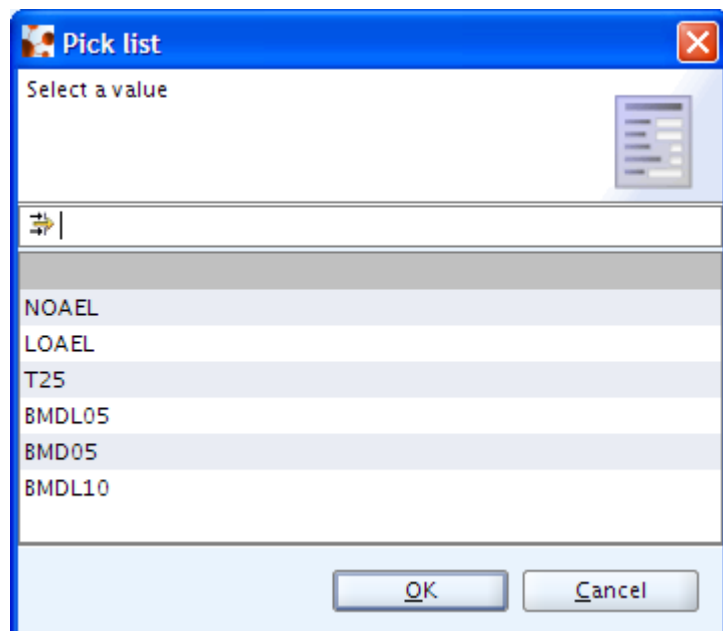 Pick list
Select a value
NOAEL
LOAEL
T25
BMDL05
BMD05
BMDL10
OK
Cancel